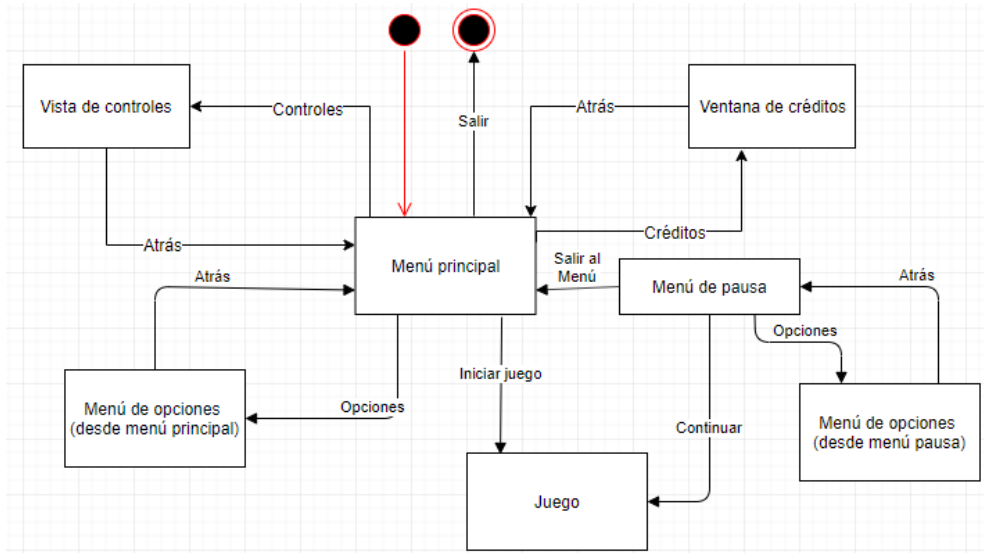 Vista de controles
Controles
Salir
Atrás
Ventana de créditos
Atrás
Créditos
Menú principal
Salir al
Menú
Menú de pausa
Atrás
Atrás
Opciones
Iniciar juego
Menú de opciones
(desde menú principal)
Opciones
Continuar
Menú de opciones
(desde menú pausa)
Juego